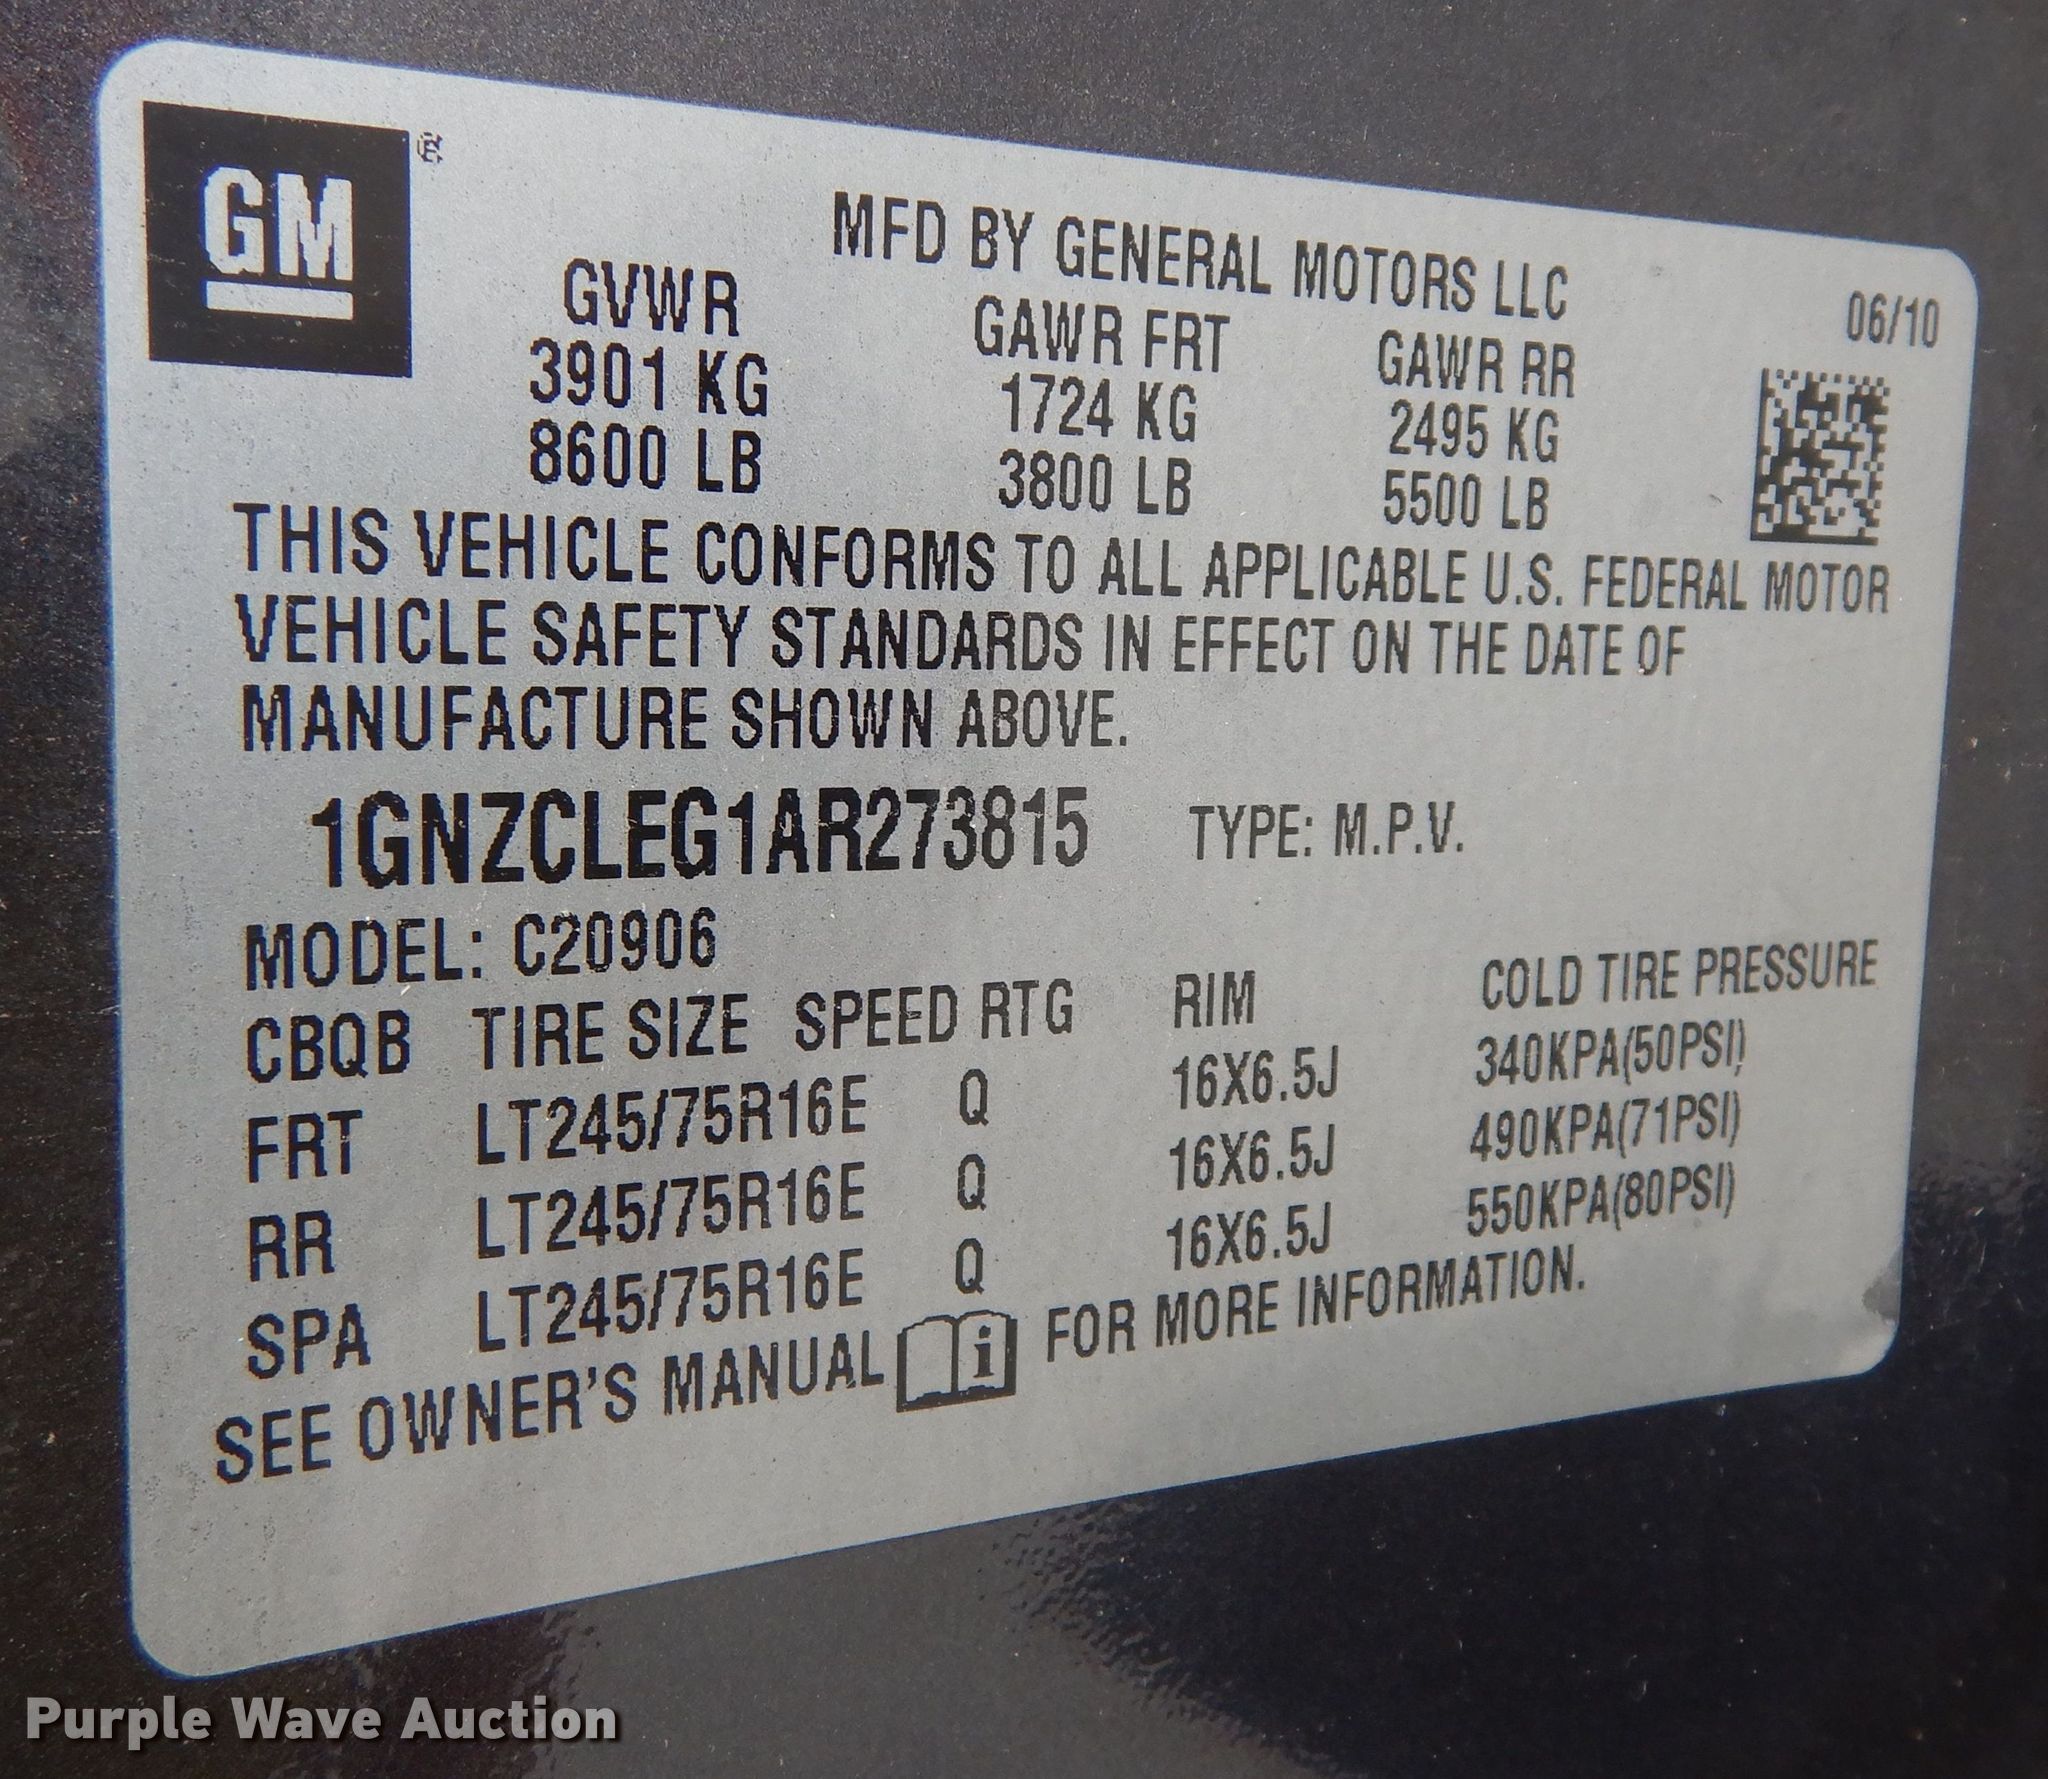 GM
MFD BY GENERAL MOTORS LLC
06/10
GVWR GAWR FRT GAWR RR
3901 KG 1724 KG 2495 KG
8600 LB 3800 LB 5500 LB
THIS VEHICLE CONFORMS TO ALL APPLICABLE U.S. FEDERAL MOTOR
VEHICLE SAFETY STANDARDS IN EFFECT ON THE DATE OF
MANUFACTURE SHOWN ABOVE.
1GNZCLEG1AR273815 TYPE: M.P.V.
MODEL: C20906
CBQB TIRE SIZE SPEED RTG RIM COLD TIRE PRESSURE
FRT LT245/75R16E Q 16X6.5J 340KPA(50PSI)
RR LT245/75R16E Q 16X6.5J 490KPA(71PSI)
SPA LT245/75R16E Q 16X6.5J 550KPA(80PSI)
SEE OWNER'S MANUAL i FOR MORE INFORMATION.
Purple Wave Auction